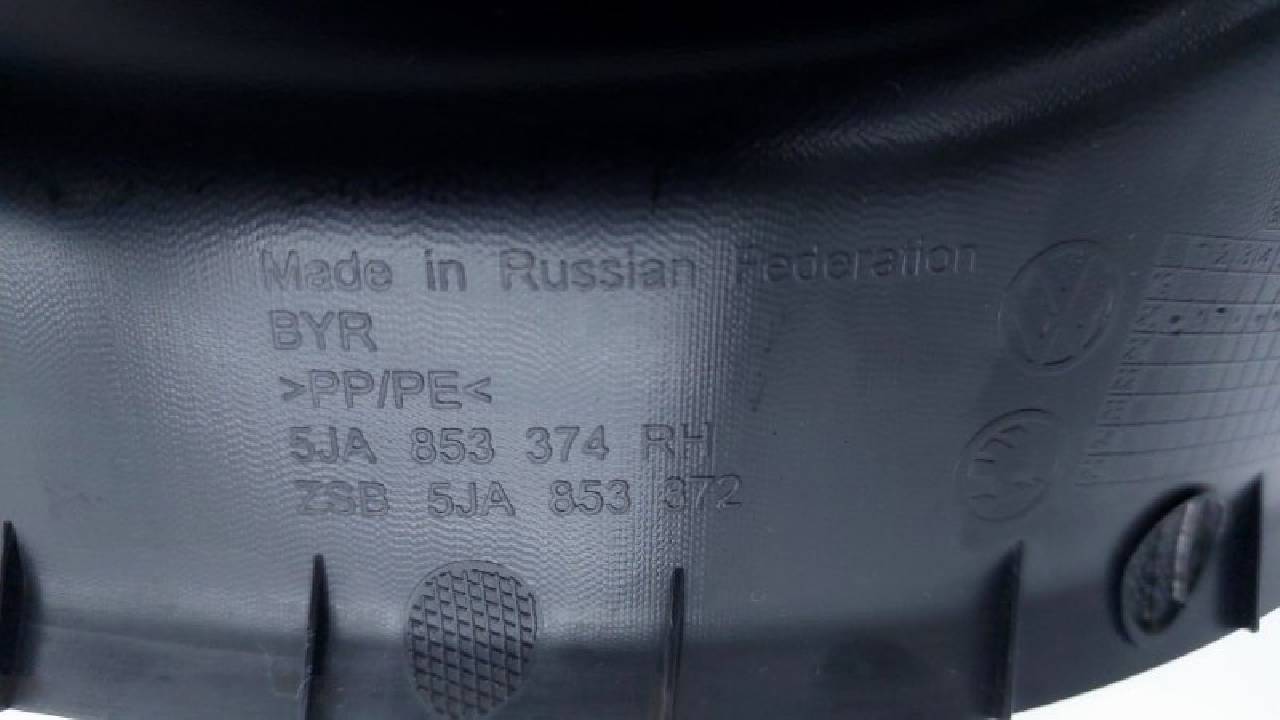 Made in Russian Federation
BYR
>PP/PE<
5JA 853 374 RH
ZSB 5JA 853 372